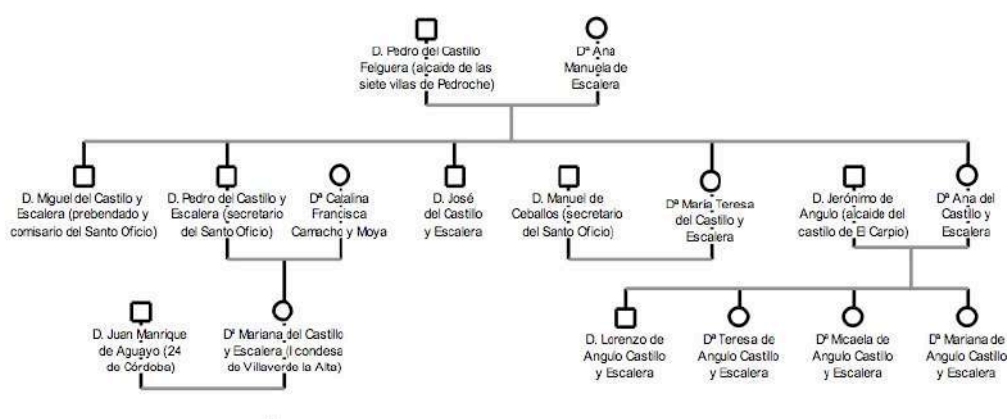 D. Pedro del Castillo
Felguera (alcaide de las
siete villas de Pedroche)
Dª Ana
Manuela de
Escalera
D. Miguel del Castillo y
Escalera (prebendado y
comisario del Santo Oficio)
D. Pedro del Castillo y
Escalera (secretario
del Santo Oficio)
Dª Catalina
Francisca
Camacho y Moya
D. José
del Castillo
y Escalera
D. Manuel de
Ceballos (secretario
del Santo Oficio)
Dª María Teresa
del Castillo y
Escalera
D. Jerónimo de
Angulo (alcaide del
castillo de El Carpio)
Dª Ana del
Castillo y
Escalera
D. Juan Manrique
de Aguayo (24
de Córdoba)
Dª Mariana del Castillo
y Escalera (I condesa
de Villaverde la Alta)
D. Lorenzo de
Angulo Castillo
y Escalera
Dª Teresa de
Angulo Castillo
y Escalera
Dª Micaela de
Angulo Castillo
y Escalera
Dª Mariana de
Angulo Castillo
y Escalera